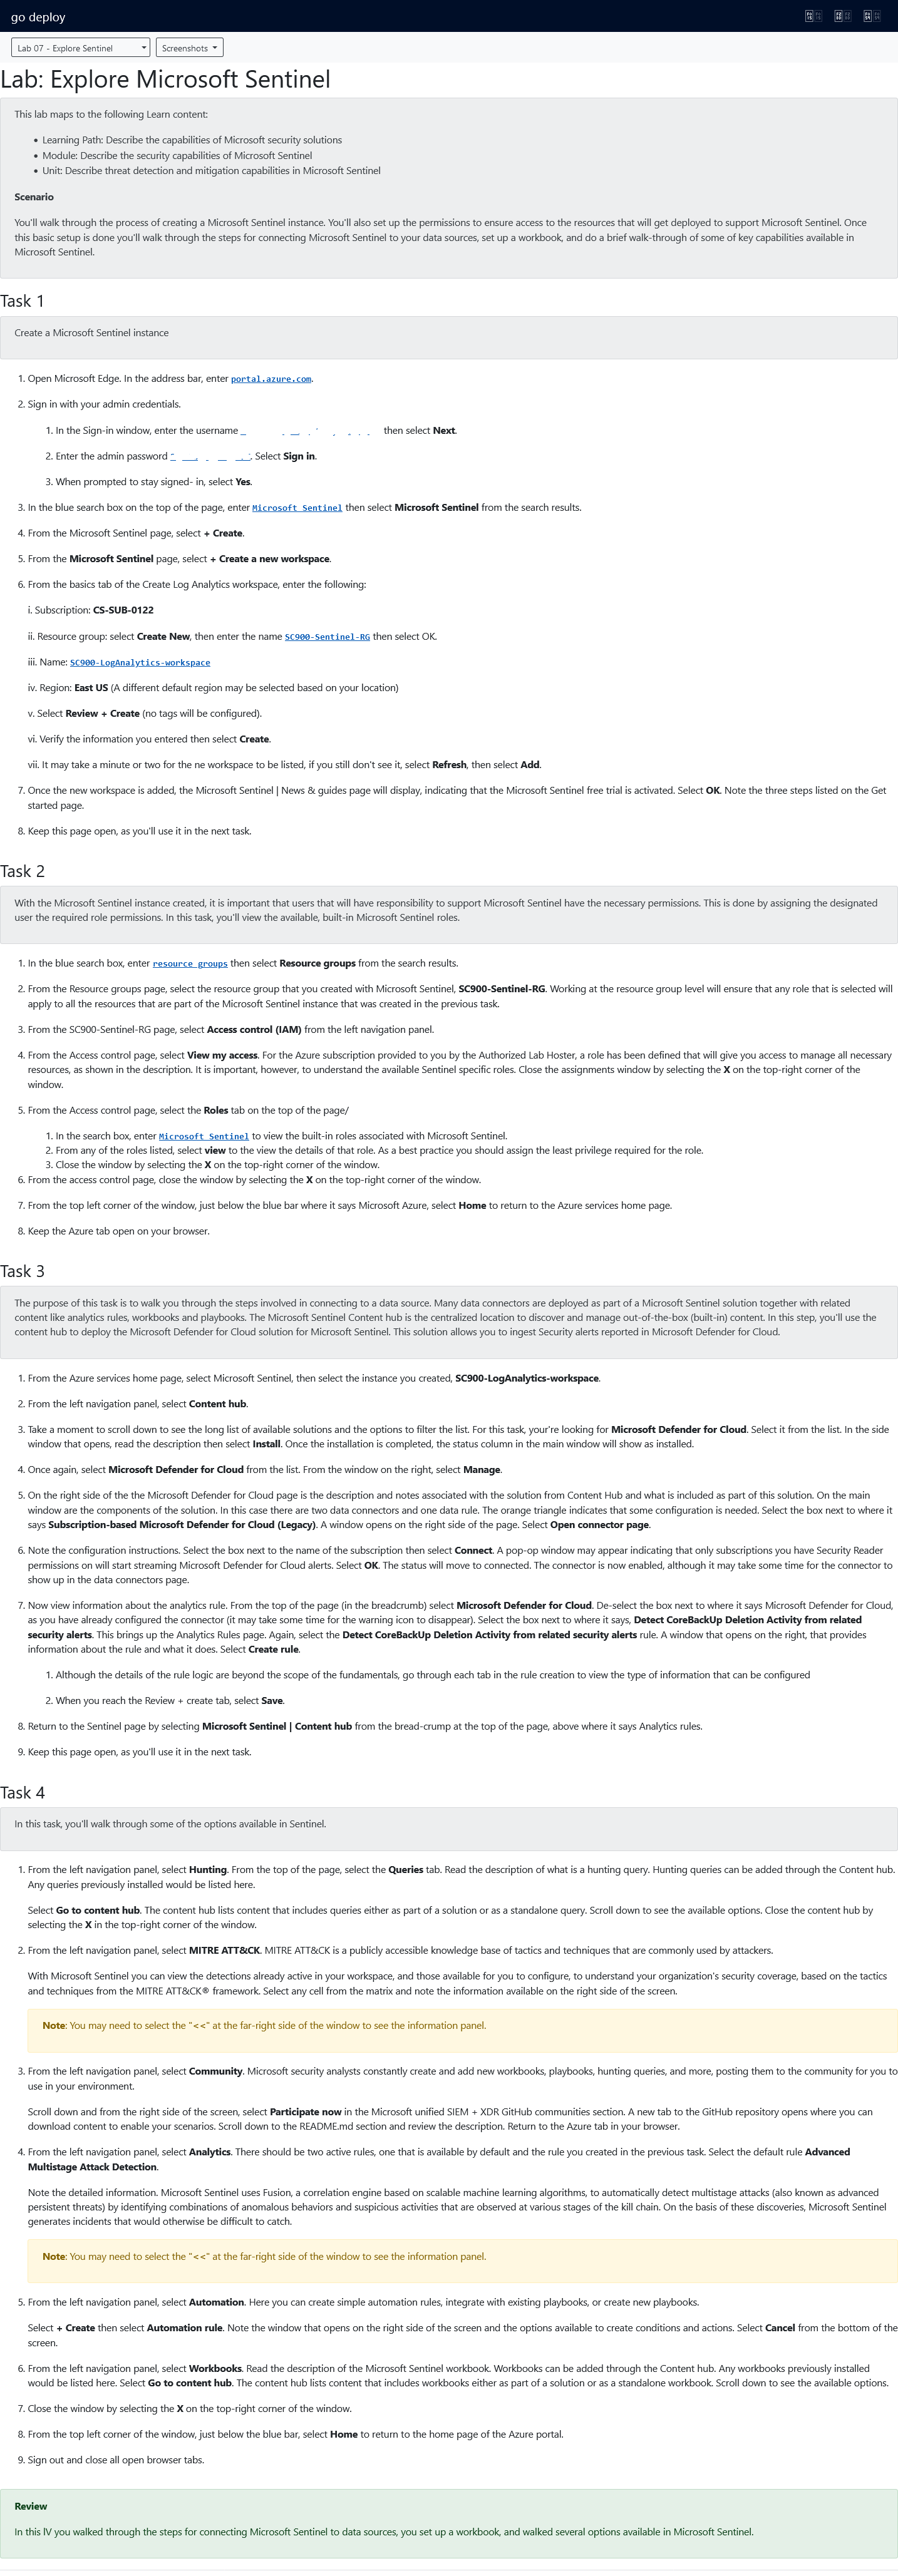 go deploy
Lab 07 - Explore Sentinel
Screenshots
Lab: Explore Microsoft Sentinel
This lab maps to the following Learn content:
• Learning Path: Describe the capabilities of Microsoft security solutions
• Module: Describe the security capabilities of Microsoft Sentinel
• Unit: Describe threat detection and mitigation capabilities in Microsoft Sentinel
Scenario
You'll walk through the process of creating a Microsoft Sentinel instance. You'll also set up the permissions to ensure access to the resources that will get deployed to support Microsoft Sentinel. Once
this basic setup is done you'll walk through the steps for connecting Microsoft Sentinel to your data sources, set up a workbook, and do a brief walk-through of some of key capabilities available in
Microsoft Sentinel.
Task 1
Create a Microsoft Sentinel instance
1. Open Microsoft Edge. In the address bar, enter portal.azure.com.
2. Sign in with your admin credentials.
1. In the Sign-in window, enter the username then select Next.
2. Enter the admin password . Select Sign in.
3. When prompted to stay signed- in, select Yes.
3. In the blue search box on the top of the page, enter Microsoft Sentinel then select Microsoft Sentinel from the search results.
4. From the Microsoft Sentinel page, select + Create.
5. From the Microsoft Sentinel page, select + Create a new workspace.
6. From the basics tab of the Create Log Analytics workspace, enter the following:
i. Subscription: CS-SUB-0122
ii. Resource group: select Create New, then enter the name SC900-Sentinel-RG then select OK.
iii. Name: SC900-LogAnalytics-workspace
iv. Region: East US (A different default region may be selected based on your location)
v. Select Review + Create (no tags will be configured).
vi. Verify the information you entered then select Create.
vii. It may take a minute or two for the ne workspace to be listed, if you still don't see it, select Refresh, then select Add.
7. Once the new workspace is added, the Microsoft Sentinel | News & guides page will display, indicating that the Microsoft Sentinel free trial is activated. Select OK. Note the three steps listed on the Get
started page.
8. Keep this page open, as you'll use it in the next task.
Task 2
With the Microsoft Sentinel instance created, it is important that users that will have responsibility to support Microsoft Sentinel have the necessary permissions. This is done by assigning the designated
user the required role permissions. In this task, you'll view the available, built-in Microsoft Sentinel roles.
1. In the blue search box, enter resource groups then select Resource groups from the search results.
2. From the Resource groups page, select the resource group that you created with Microsoft Sentinel, SC900-Sentinel-RG. Working at the resource group level will ensure that any role that is selected will
apply to all the resources that are part of the Microsoft Sentinel instance that was created in the previous task.
3. From the SC900-Sentinel-RG page, select Access control (IAM) from the left navigation panel.
4. From the Access control page, select View my access. For the Azure subscription provided to you by the Authorized Lab Hoster, a role has been defined that will give you access to manage all necessary
resources, as shown in the description. It is important, however, to understand the available Sentinel specific roles. Close the assignments window by selecting the X on the top-right corner of the
window.
5. From the Access control page, select the Roles tab on the top of the page/
1. In the search box, enter Microsoft Sentinel to view the built-in roles associated with Microsoft Sentinel.
2. From any of the roles listed, select view to the view the details of that role. As a best practice you should assign the least privilege required for the role.
3. Close the window by selecting the X on the top-right corner of the window.
6. From the access control page, close the window by selecting the X on the top-right corner of the window.
7. From the top left corner of the window, just below the blue bar where it says Microsoft Azure, select Home to return to the Azure services home page.
8. Keep the Azure tab open on your browser.
Task 3
The purpose of this task is to walk you through the steps involved in connecting to a data source. Many data connectors are deployed as part of a Microsoft Sentinel solution together with related
content like analytics rules, workbooks and playbooks. The Microsoft Sentinel Content hub is the centralized location to discover and manage out-of-the-box (built-in) content. In this step, you'll use the
content hub to deploy the Microsoft Defender for Cloud solution for Microsoft Sentinel. This solution allows you to ingest Security alerts reported in Microsoft Defender for Cloud.
1. From the Azure services home page, select Microsoft Sentinel, then select the instance you created, SC900-LogAnalytics-workspace.
2. From the left navigation panel, select Content hub.
3. Take a moment to scroll down to see the long list of available solutions and the options to filter the list. For this task, your're looking for Microsoft Defender for Cloud. Select it from the list. In the side
window that opens, read the description then select Install. Once the installation is completed, the status column in the main window will show as installed.
4. Once again, select Microsoft Defender for Cloud from the list. From the window on the right, select Manage.
5. On the right side of the the Microsoft Defender for Cloud page is the description and notes associated with the solution from Content Hub and what is included as part of this solution. On the main
window are the components of the solution. In this case there are two data connectors and one data rule. The orange triangle indicates that some configuration is needed. Select the box next to where it
says Subscription-based Microsoft Defender for Cloud (Legacy). A window opens on the right side of the page. Select Open connector page.
6. Note the configuration instructions. Select the box next to the name of the subscription then select Connect. A pop-op window may appear indicating that only subscriptions you have Security Reader
permissions on will start streaming Microsoft Defender for Cloud alerts. Select OK. The status will move to connected. The connector is now enabled, although it may take some time for the connector to
show up in the data connectors page.
7. Now view information about the analytics rule. From the top of the page (in the breadcrumb) select Microsoft Defender for Cloud. De-select the box next to where it says Microsoft Defender for Cloud,
as you have already configured the connector (it may take some time for the warning icon to disappear). Select the box next to where it says, Detect CoreBackUp Deletion Activity from related
security alerts. This brings up the Analytics Rules page. Again, select the Detect CoreBackUp Deletion Activity from related security alerts rule. A window that opens on the right, that provides
information about the rule and what it does. Select Create rule.
1. Although the details of the rule logic are beyond the scope of the fundamentals, go through each tab in the rule creation to view the type of information that can be configured
2. When you reach the Review + create tab, select Save.
8. Return to the Sentinel page by selecting Microsoft Sentinel | Content hub from the bread-crump at the top of the page, above where it says Analytics rules.
9. Keep this page open, as you'll use it in the next task.
Task 4
In this task, you'll walk through some of the options available in Sentinel.
1. From the left navigation panel, select Hunting. From the top of the page, select the Queries tab. Read the description of what is a hunting query. Hunting queries can be added through the Content hub.
Any queries previously installed would be listed here.
Select Go to content hub. The content hub lists content that includes queries either as part of a solution or as a standalone query. Scroll down to see the available options. Close the content hub by
selecting the X in the top-right corner of the window.
2. From the left navigation panel, select MITRE ATT&CK. MITRE ATT&CK is a publicly accessible knowledge base of tactics and techniques that are commonly used by attackers.
With Microsoft Sentinel you can view the detections already active in your workspace, and those available for you to configure, to understand your organization's security coverage, based on the tactics
and techniques from the MITRE ATT&CK® framework. Select any cell from the matrix and note the information available on the right side of the screen.
Note: You may need to select the "<<" at the far-right side of the window to see the information panel.
3. From the left navigation panel, select Community. Microsoft security analysts constantly create and add new workbooks, playbooks, hunting queries, and more, posting them to the community for you to
use in your environment.
Scroll down and from the right side of the screen, select Participate now in the Microsoft unified SIEM + XDR GitHub communities section. A new tab to the GitHub repository opens where you can
download content to enable your scenarios. Scroll down to the README.md section and review the description. Return to the Azure tab in your browser.
4. From the left navigation panel, select Analytics. There should be two active rules, one that is available by default and the rule you created in the previous task. Select the default rule Advanced
Multistage Attack Detection.
Note the detailed information. Microsoft Sentinel uses Fusion, a correlation engine based on scalable machine learning algorithms, to automatically detect multistage attacks (also known as advanced
persistent threats) by identifying combinations of anomalous behaviors and suspicious activities that are observed at various stages of the kill chain. On the basis of these discoveries, Microsoft Sentinel
generates incidents that would otherwise be difficult to catch.
Note: You may need to select the "<<" at the far-right side of the window to see the information panel.
5. From the left navigation panel, select Automation. Here you can create simple automation rules, integrate with existing playbooks, or create new playbooks.
Select + Create then select Automation rule. Note the window that opens on the right side of the screen and the options available to create conditions and actions. Select Cancel from the bottom of the
screen.
6. From the left navigation panel, select Workbooks. Read the description of the Microsoft Sentinel workbook. Workbooks can be added through the Content hub. Any workbooks previously installed
would be listed here. Select Go to content hub. The content hub lists content that includes workbooks either as part of a solution or as a standalone workbook. Scroll down to see the available options.
7. Close the window by selecting the X on the top-right corner of the window.
8. From the top left corner of the window, just below the blue bar, select Home to return to the home page of the Azure portal.
9. Sign out and close all open browser tabs.
Review
In this lV you walked through the steps for connecting Microsoft Sentinel to data sources, you set up a workbook, and walked several options available in Microsoft Sentinel.